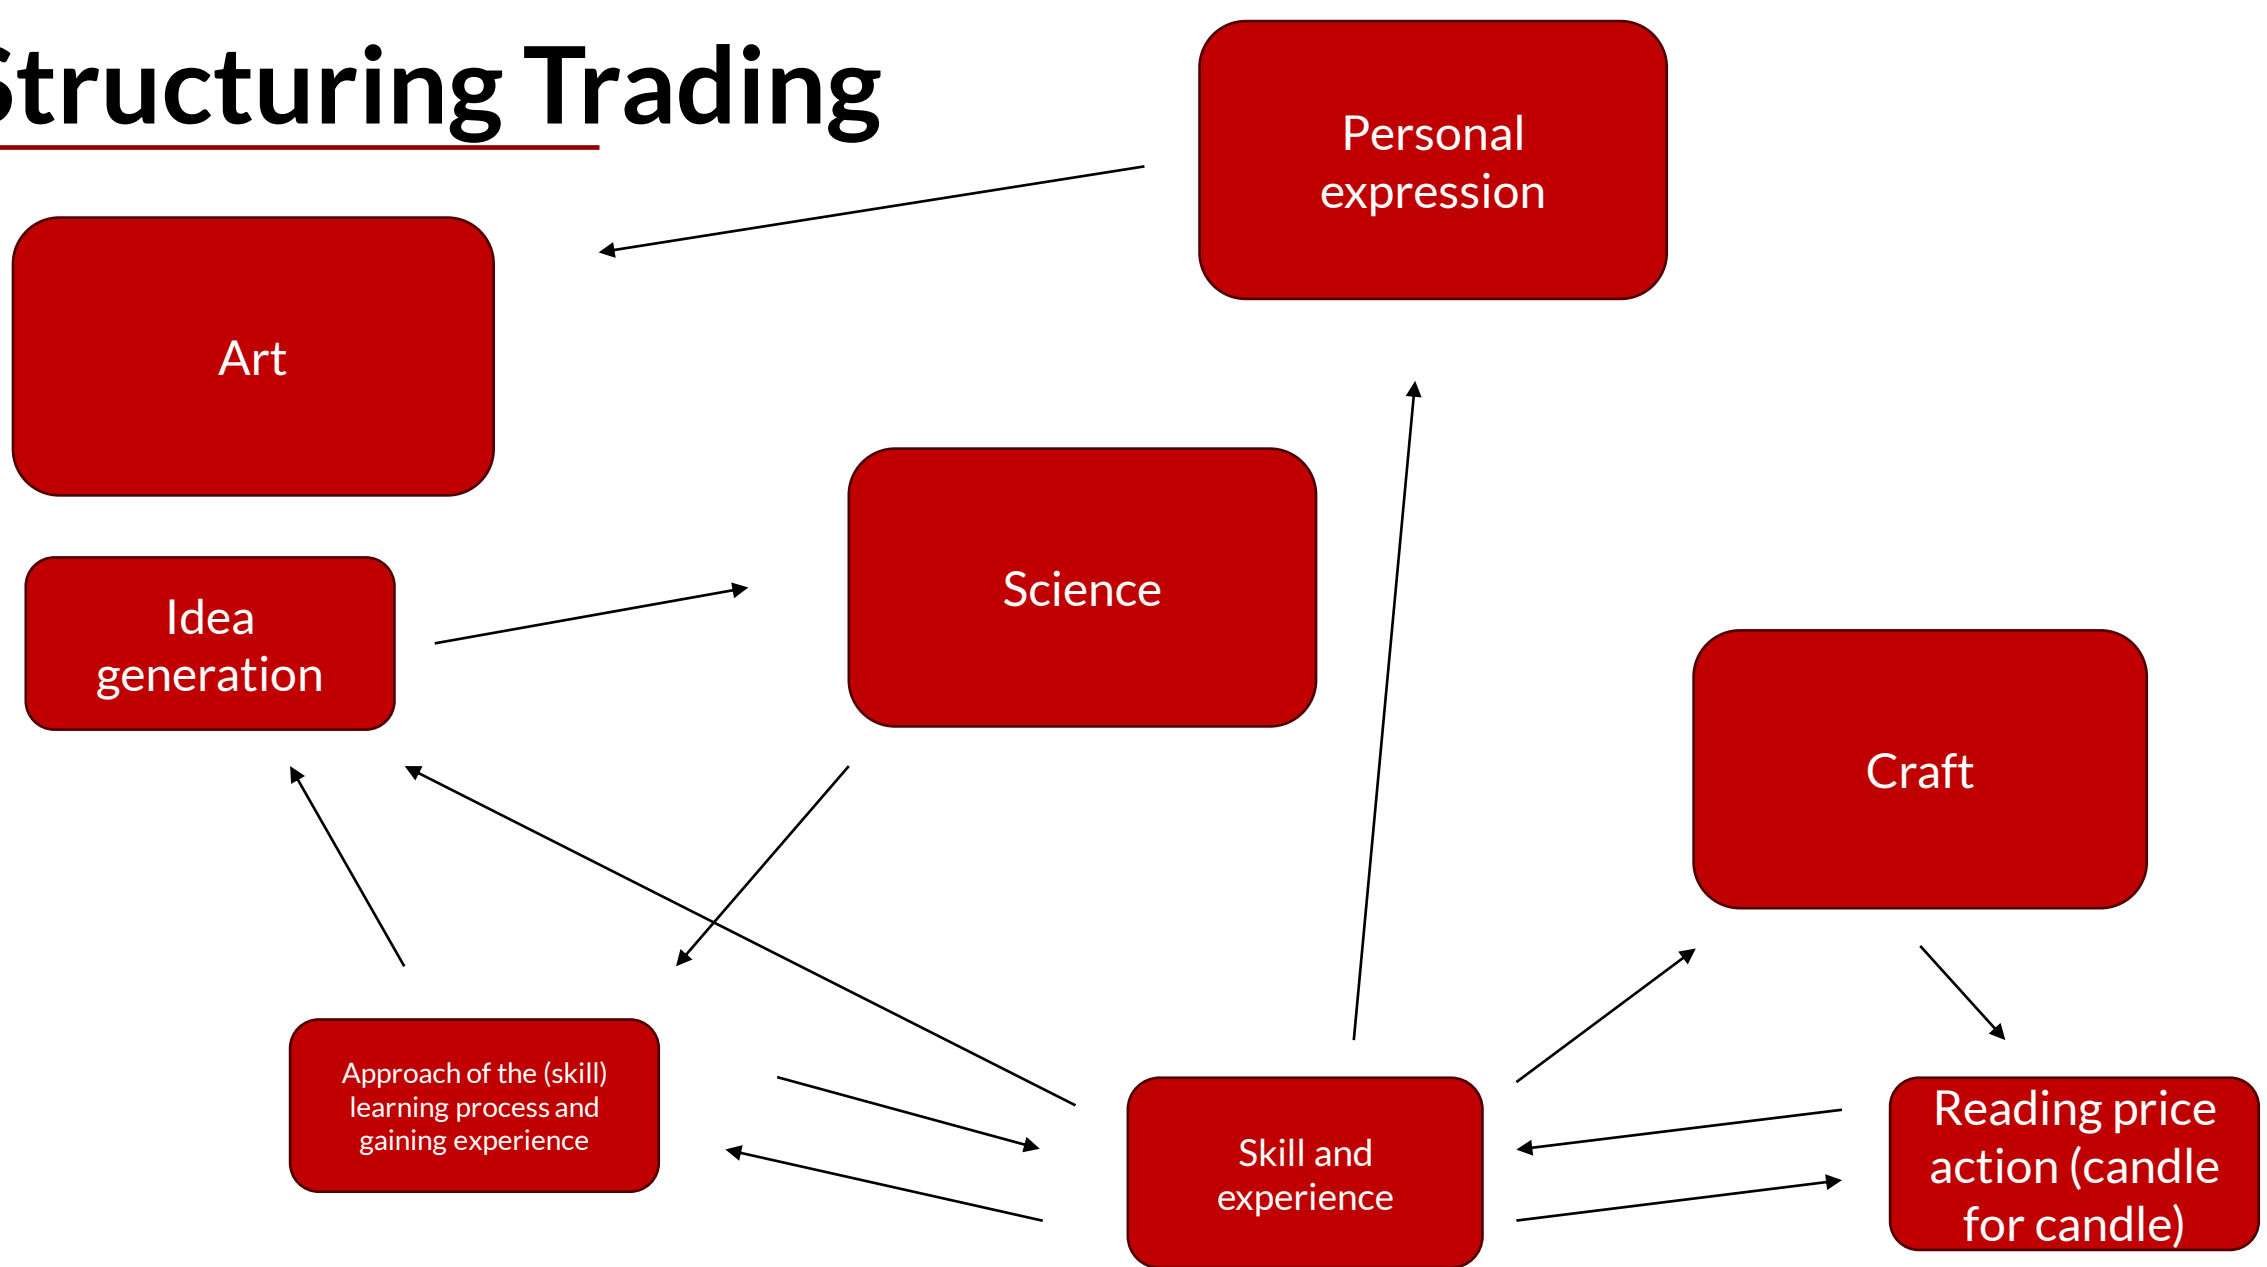 Structuring Trading
Personal
expression
Art
Science
Idea
generation
Craft
Approach of the (skill)
learning process and
gaining experience
Skill and
experience
Reading price
action (candle
for candle)